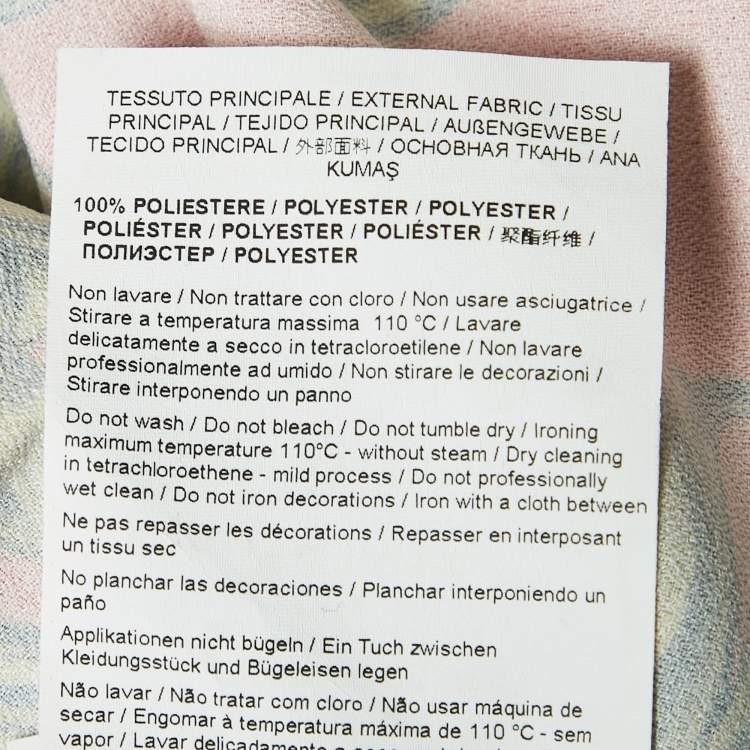 TESSUTO PRINCIPALE / EXTERNAL FABRIC / TISSU
PRINCIPAL / TEJIDO PRINCIPAL / AUßENGEWEBE /
TECIDO PRINCIPAL / 外部面料 / ОСНОВНАЯ ТКАНЬ / ANA
KUMAŞ
100% POLIESTERE / POLYESTER / POLYESTER /
POLIÉSTER / POLYESTER / POLIÉSTER / 聚酯纤维 /
ПОЛИЭСТЕР / POLYESTER
Non lavare / Non trattare con cloro / Non usare asciugatrice /
Stirare a temperatura massima 110 °C / Lavare
delicatamente a secco in tetracloroetilene / Non lavare
professionalmente ad umido / Non stirare le decorazioni /
Stirare interponendo un panno
Do not wash / Do not bleach / Do not tumble dry / Ironing
maximum temperature 110°C - without steam / Dry cleaning
in tetrachloroethene - mild process / Do not professionally
wet clean / Do not iron decorations / Iron with a cloth between
Ne pas repasser les décorations / Repasser en interposant
un tissu sec
No planchar las decoraciones / Planchar interponiendo un
paño
Applikationen nicht bügeln / Ein Tuch zwischen
Kleidungsstück und Bügeleisen legen
Não lavar / Não tratar com cloro / Não usar máquina de
secar / Engomar à temperatura máxima de 110 °C - sem
vapor / Lavar delicadamente a seco